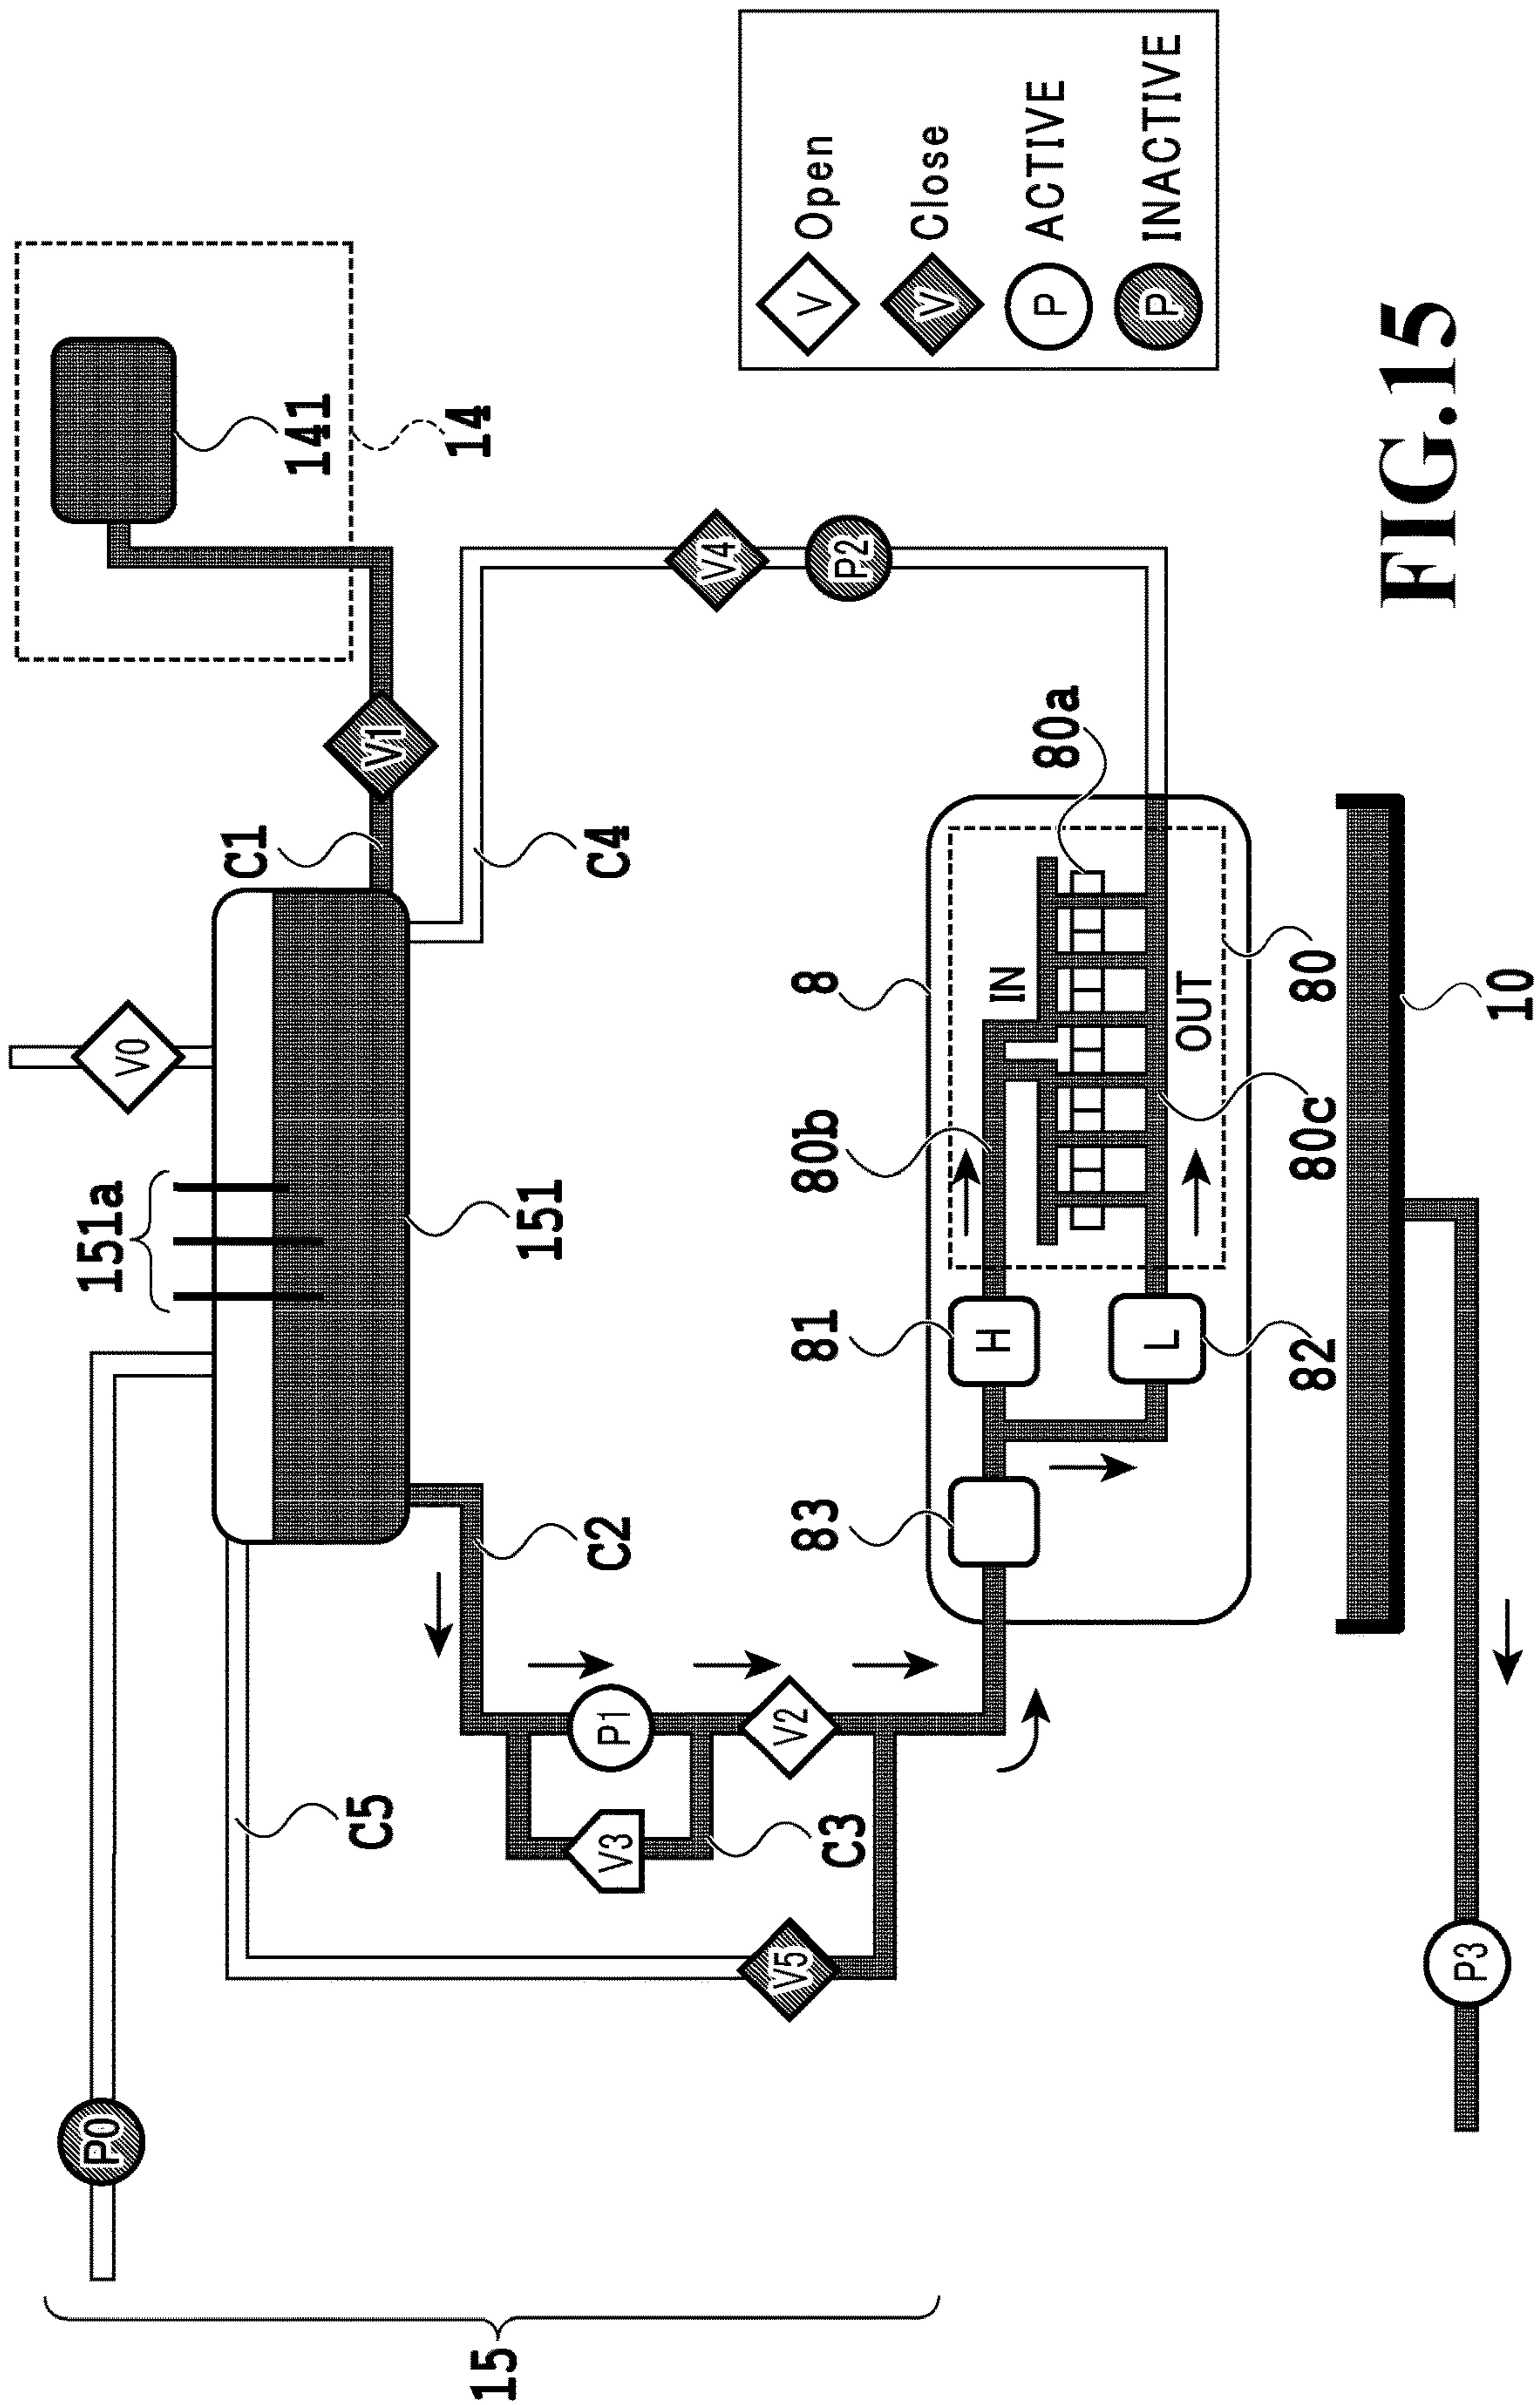 15
P0
V0
151a
151
C1
V1
141
14
C5
C2
C4
P1
V3
C3
V2
V5
V4
P2
8
83
81
H
80b
IN
80a
L
82
OUT
80c
80
10
P3
V Open
V Close
P ACTIVE
P INACTIVE
FIG.15